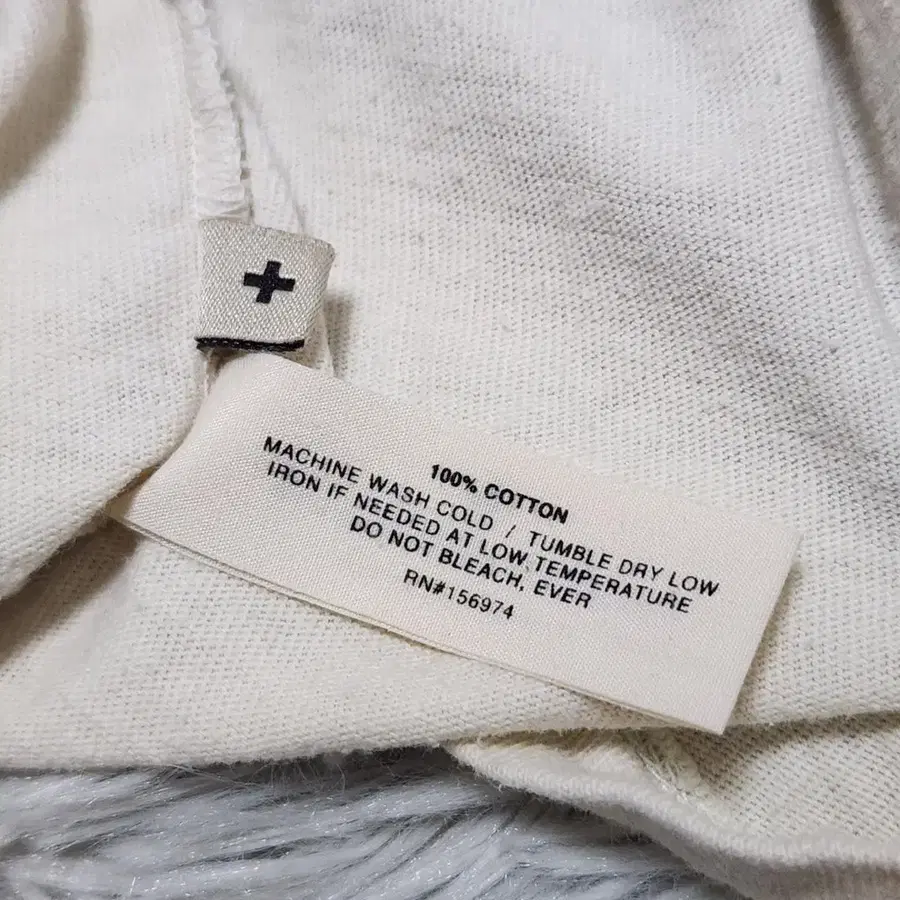 100% COTTON
MACHINE WASH COLD / TUMBLE DRY LOW
IRON IF NEEDED AT LOW TEMPERATURE
DO NOT BLEACH, EVER
RN#156974